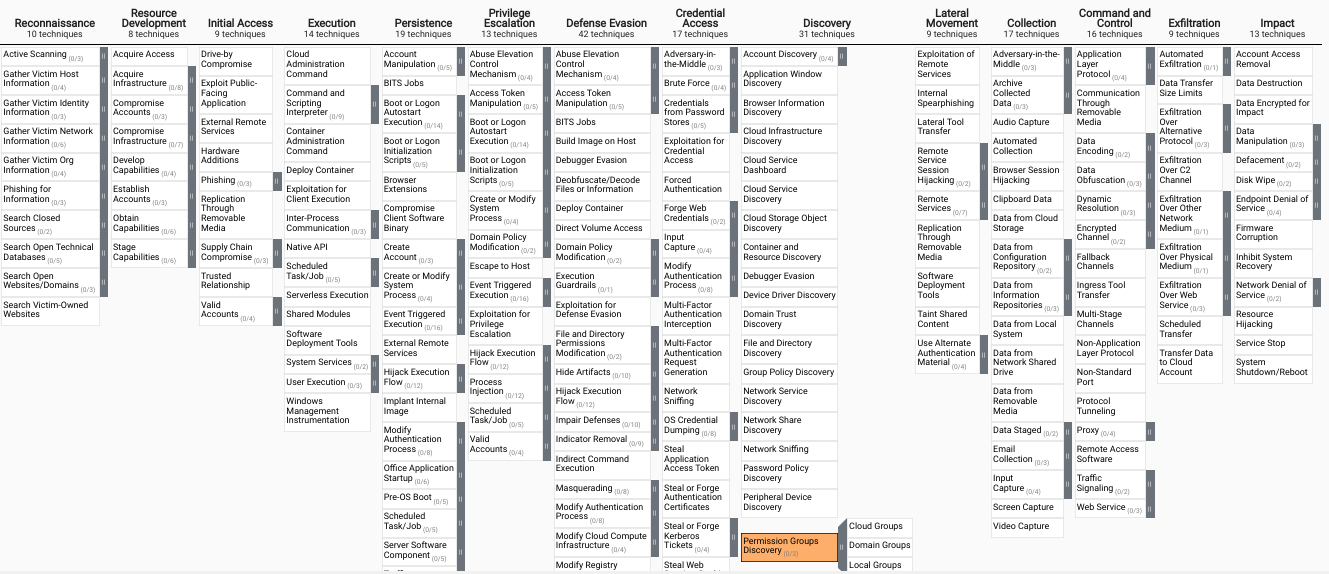 Reconnaissance
10 techniques
Active Scanning (0/3)
Gather Victim Host
Information (0/4)
Gather Victim Identity
Information (0/3)
Gather Victim Network
Information (0/6)
Gather Victim Org
Information (0/4)
Phishing for
Information (0/3)
Search Closed
Sources (0/2)
Search Open Technical
Databases (0/5)
Search Open
Websites/Domains (0/3)
Search Victim-Owned
Websites
Resource
Development
8 techniques
Acquire Access
Acquire
Infrastructure (0/8)
Compromise
Accounts (0/3)
Compromise
Infrastructure (0/7)
Develop
Capabilities (0/4)
Establish
Accounts (0/3)
Obtain
Capabilities (0/6)
Stage
Capabilities (0/6)
Initial Access
9 techniques
Drive-by
Compromise
Exploit Public-
Facing
Application
External Remote
Services
Hardware
Additions
Phishing (0/3)
Replication
Through
Removable
Media
Supply Chain
Compromise (0/3)
Trusted
Relationship
Valid
Accounts (0/4)
Execution
14 techniques
Cloud
Administration
Command
Command and
Scripting
Interpreter (0/9)
Container
Administration
Command
Deploy Container
Exploitation for
Client Execution
Inter-Process
Communication (0/3)
Native API
Scheduled
Task/Job (0/5)
Serverless Execution
Shared Modules
Software
Deployment Tools
System Services (0/2)
User Execution (0/3)
Windows
Management
Instrumentation
Persistence
19 techniques
Account
Manipulation (0/5)
BITS Jobs
Boot or Logon
Autostart
Execution (0/14)
Boot or Logon
Initialization
Scripts (0/5)
Browser
Extensions
Compromise
Client Software
Binary
Create
Account (0/3)
Create or Modify
System
Process (0/4)
Event Triggered
Execution (0/16)
External Remote
Services
Hijack Execution
Flow (0/12)
Implant Internal
Image
Modify
Authentication
Process (0/8)
Office Application
Startup (0/6)
Pre-OS Boot (0/5)
Scheduled
Task/Job (0/5)
Server Software
Component (0/5)
Privilege
Escalation
13 techniques
Abuse Elevation
Control
Mechanism (0/4)
Access Token
Manipulation (0/5)
Boot or Logon
Autostart
Execution (0/14)
Boot or Logon
Initialization
Scripts (0/5)
Create or Modify
System
Process (0/4)
Domain Policy
Modification (0/2)
Escape to Host
Event Triggered
Execution (0/16)
Exploitation for
Privilege
Escalation
Hijack Execution
Flow (0/12)
Process
Injection (0/12)
Scheduled
Task/Job (0/5)
Valid
Accounts (0/4)
Defense Evasion
42 techniques
Abuse Elevation
Control
Mechanism (0/4)
Access Token
Manipulation (0/5)
BITS Jobs
Build Image on Host
Debugger Evasion
Deobfuscate/Decode
Files or Information
Deploy Container
Direct Volume Access
Domain Policy
Modification (0/2)
Execution
Guardrails (0/1)
Exploitation for
Defense Evasion
File and Directory
Permissions
Modification (0/2)
Hide Artifacts (0/10)
Hijack Execution
Flow (0/12)
Impair Defenses (0/10)
Indicator Removal (0/9)
Indirect Command
Execution
Masquerading (0/8)
Modify Authentication
Process (0/8)
Modify Cloud Compute
Infrastructure (0/4)
Modify Registry
Credential
Access
17 techniques
Adversary-in-
the-Middle (0/3)
Brute Force (0/4)
Credentials
from Password
Stores (0/5)
Exploitation for
Credential
Access
Forced
Authentication
Forge Web
Credentials (0/2)
Input
Capture (0/4)
Modify
Authentication
Process (0/8)
Multi-Factor
Authentication
Interception
Multi-Factor
Authentication
Request
Generation
Network
Sniffing
OS Credential
Dumping (0/8)
Steal
Application
Access Token
Steal or Forge
Authentication
Certificates
Steal or Forge
Kerberos
Tickets (0/4)
Steal Web
Discovery
31 techniques
Account Discovery (0/4)
Application Window
Discovery
Browser Information
Discovery
Cloud Infrastructure
Discovery
Cloud Service
Dashboard
Cloud Service
Discovery
Cloud Storage Object
Discovery
Container and
Resource Discovery
Debugger Evasion
Device Driver Discovery
Domain Trust
Discovery
File and Directory
Discovery
Group Policy Discovery
Network Service
Discovery
Network Share
Discovery
Network Sniffing
Password Policy
Discovery
Peripheral Device
Discovery
Permission Groups
Discovery (0/3)
Cloud Groups
Domain Groups
Local Groups
Lateral
Movement
9 techniques
Exploitation of
Remote
Services
Internal
Spearphishing
Lateral Tool
Transfer
Remote
Service
Session
Hijacking (0/2)
Remote
Services (0/7)
Replication
Through
Removable
Media
Software
Deployment
Tools
Taint Shared
Content
Use Alternate
Authentication
Material (0/4)
Collection
17 techniques
Adversary-in-the-
Middle (0/3)
Archive
Collected
Data (0/3)
Audio Capture
Automated
Collection
Browser Session
Hijacking
Clipboard Data
Data from Cloud
Storage
Data from
Configuration
Repository (0/2)
Data from
Information
Repositories (0/3)
Data from Local
System
Data from
Network Shared
Drive
Data from
Removable
Media
Data Staged (0/2)
Email
Collection (0/3)
Input
Capture (0/4)
Screen Capture
Video Capture
Command and
Control
16 techniques
Application
Layer
Protocol (0/4)
Communication
Through
Removable
Media
Data
Encoding (0/2)
Data
Obfuscation (0/3)
Dynamic
Resolution (0/3)
Encrypted
Channel (0/2)
Fallback
Channels
Ingress Tool
Transfer
Multi-Stage
Channels
Non-Application
Layer Protocol
Non-Standard
Port
Protocol
Tunneling
Proxy (0/4)
Remote Access
Software
Traffic
Signaling (0/2)
Web Service (0/3)
Exfiltration
9 techniques
Automated
Exfiltration (0/1)
Data Transfer
Size Limits
Exfiltration
Over
Alternative
Protocol (0/3)
Exfiltration
Over C2
Channel
Exfiltration
Over Other
Network
Medium (0/1)
Exfiltration
Over Physical
Medium (0/1)
Exfiltration
Over Web
Service (0/3)
Scheduled
Transfer
Transfer Data
to Cloud
Account
Impact
13 techniques
Account Access
Removal
Data Destruction
Data Encrypted for
Impact
Data
Manipulation (0/3)
Defacement (0/2)
Disk Wipe (0/2)
Endpoint Denial of
Service (0/4)
Firmware
Corruption
Inhibit System
Recovery
Network Denial of
Service (0/2)
Resource
Hijacking
Service Stop
System
Shutdown/Reboot